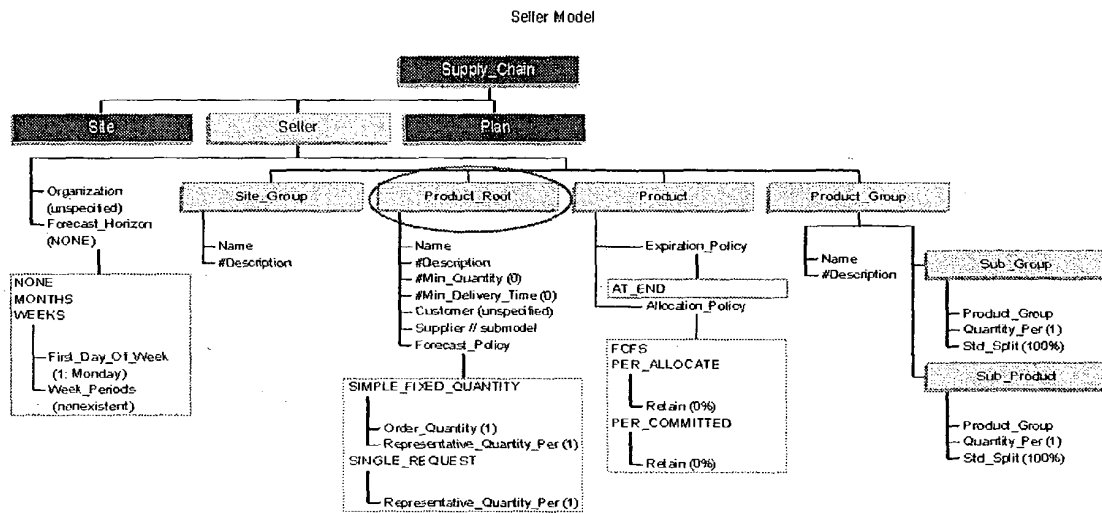 Seller Model
Supply_Chain
Site
Seller
Plan
Organization
(unspecified)
Forecast_Horizon
(NONE)
NONE
MONTHS
WEEKS
First_Day_Of_Week
(1: Monday)
Week_Periods
(nonexistent)
Site_Group
Name
#Description
Product_Root
Name
#Description
#Min_Quantity (0)
#Min_Delivery_Time (0)
Customer (unspecified)
Supplier // submodel
Forecast_Policy
SIMPLE_FIXED_QUANTITY
Order_Quantity (1)
Representative_Quantity_Per (1)
SINGLE_REQUEST
Representative_Quantity_Per (1)
Product
Expiration_Policy
AT_END
Allocation_Policy
FCFS
PER_ALLOCATE
Retain (0%)
PER_COMMITTED
Retain (0%)
Product_Group
Name
#Description
Sub_Group
Product_Group
Quantity_Per (1)
Std_Split (100%)
Sub_Product
Product_Group
Quantity_Per (1)
Std_Split (100%)